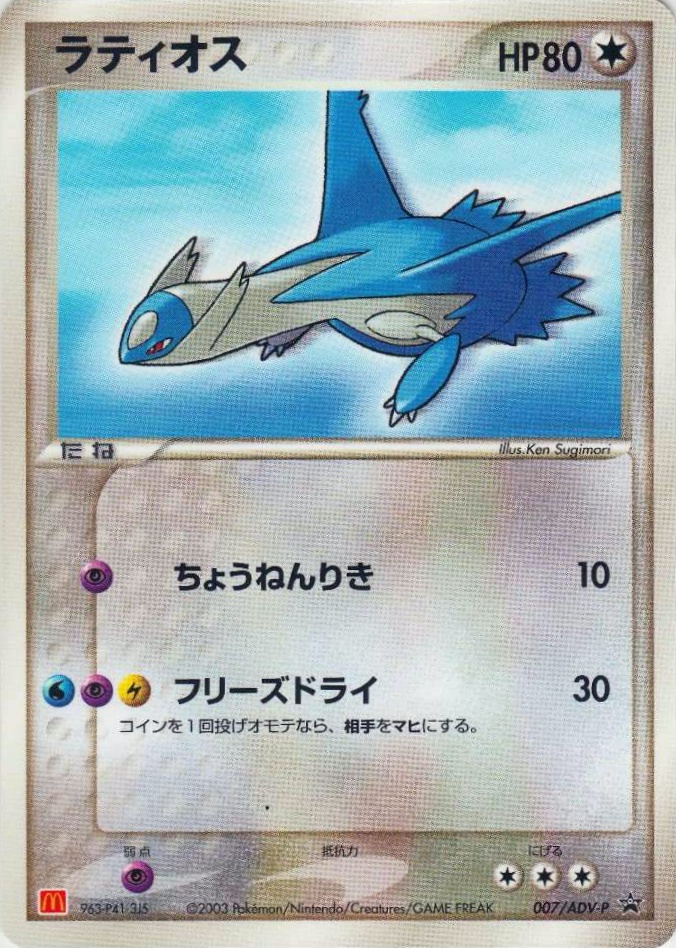 ラティオス HP80
たね Illus.Ken Sugimori
ちょうねんりき 10
フリーズドライ 30
コインを1回投げオモテなら、相手をマヒにする。
弱点 抵抗力 にげる
963-P41-3J5 ©2003 Pokémon/Nintendo/Creatures/GAME FREAK 007/ADV-P